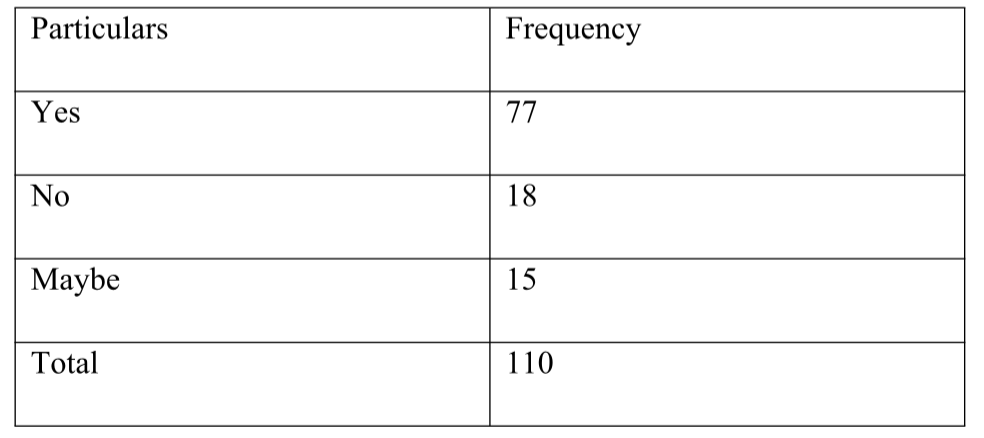 Particulars Frequency
Yes 77
No 18
Maybe 15
Total 110